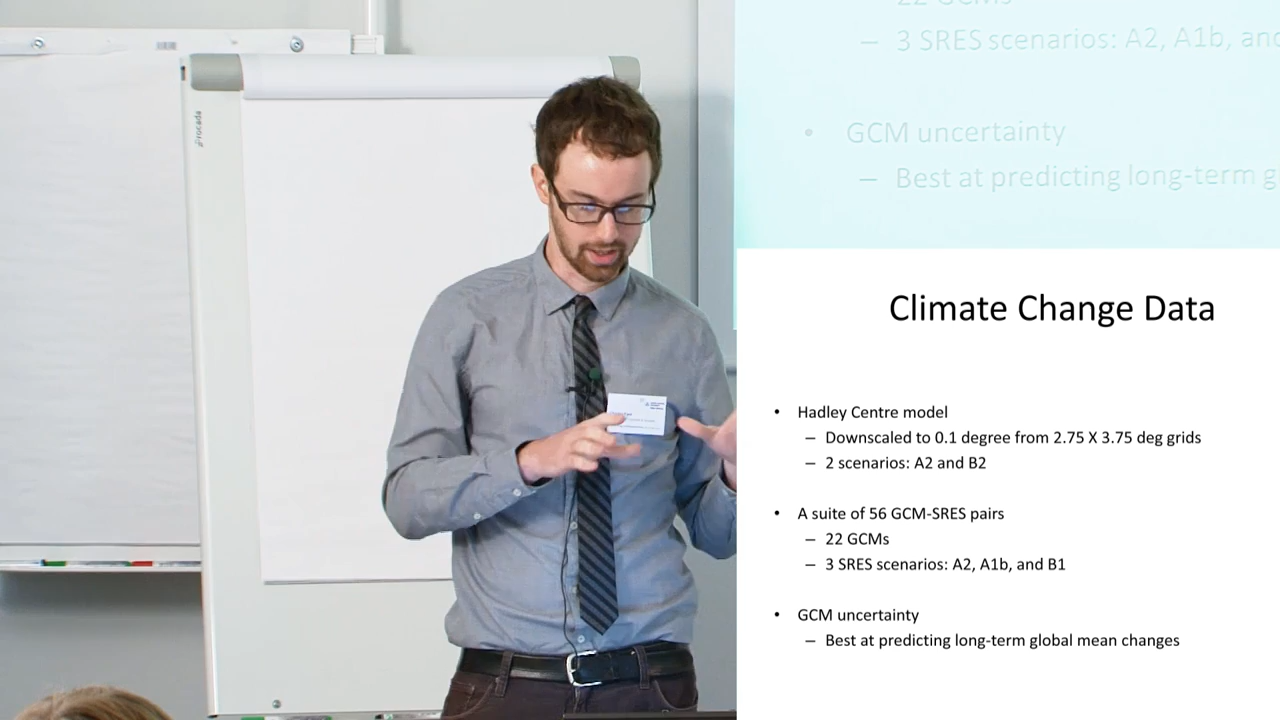 rocada
22 GCMs
– 3 SRES scenarios: A2, A1b, and
• GCM uncertainty
– Best at predicting long-term g
Climate Change Data
• Hadley Centre model
– Downscaled to 0.1 degree from 2.75 X 3.75 deg grids
– 2 scenarios: A2 and B2
• A suite of 56 GCM-SRES pairs
– 22 GCMs
– 3 SRES scenarios: A2, A1b, and B1
• GCM uncertainty
– Best at predicting long-term global mean changes